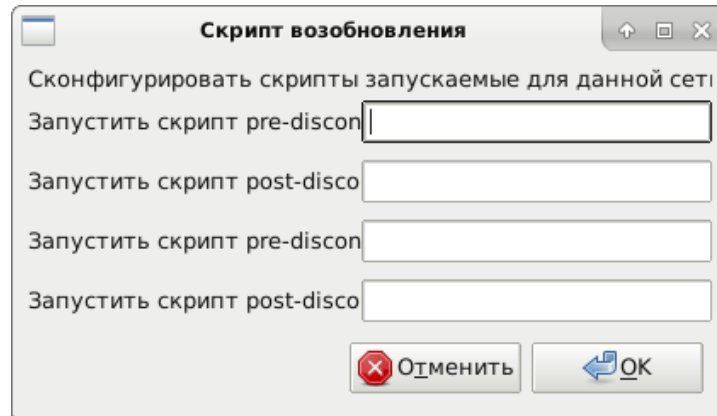 Скрипт возобновления
Сконфигурировать скрипты запускаемые для данной сети
Запустить скрипт pre-discon
Запустить скрипт post-disco
Запустить скрипт pre-discon
Запустить скрипт post-disco
Отменить
OK